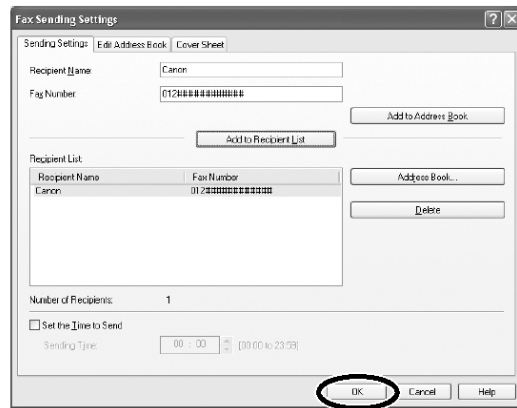 Fax Sending Settings
Sending Settings Edit Address Book Cover Sheet
Recipient Name: Canon
Fax Number: 012############
Add to Address Book
Add to Recipient List
Recipient List:
Recipient Name Fax Number
Canon 012############
Address Book...
Delete
Number of Recipients: 1
Set the Time to Send
Sending Time: 00 : 00 [00:00 to 23:59]
OK Cancel Help